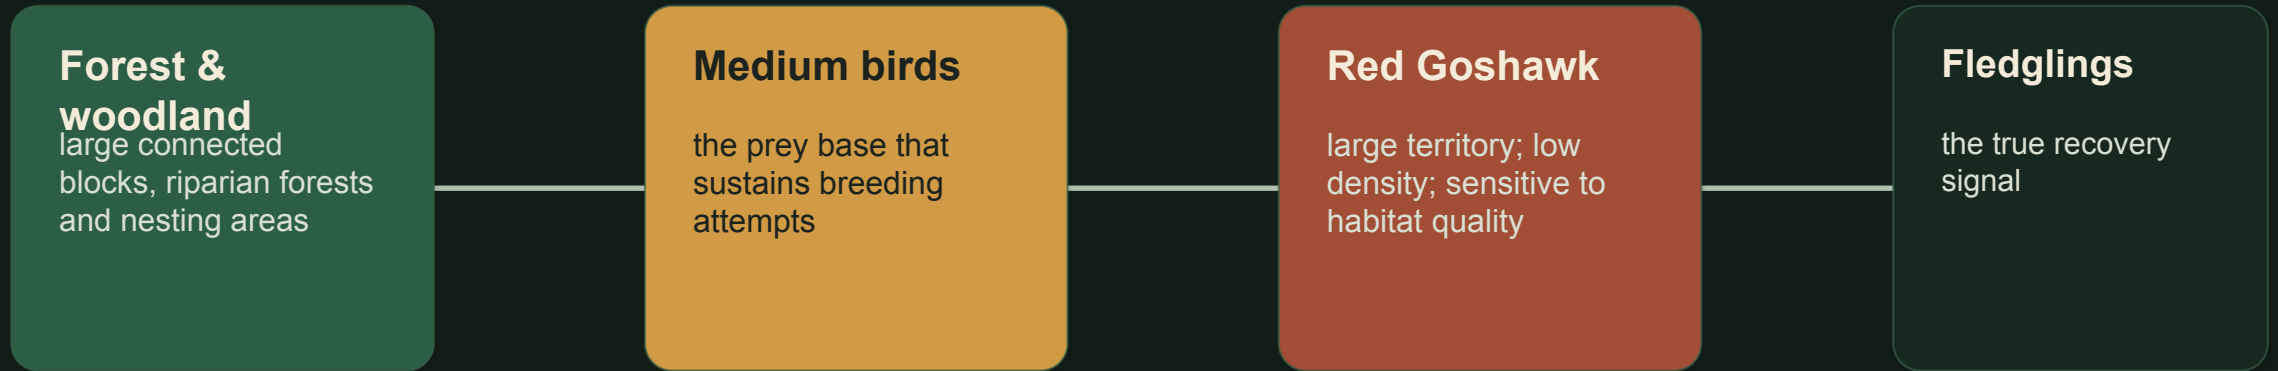 Forest &
woodland
large connected
blocks, riparian forests
and nesting areas
Medium birds
the prey base that
sustains breeding
attempts
Red Goshawk
large territory; low
density; sensitive to
habitat quality
Fledglings
the true recovery
signal